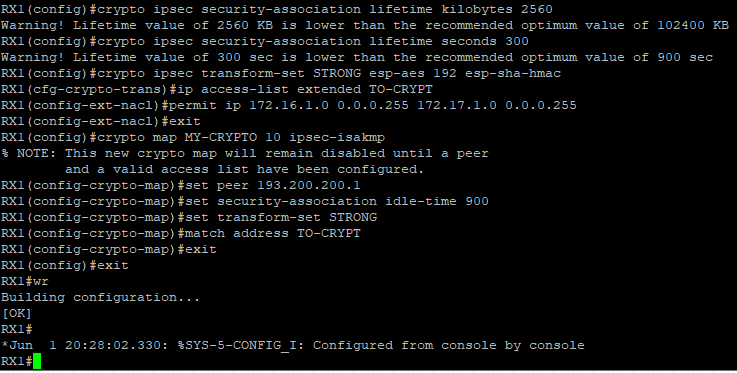 RX1(config)#crypto ipsec security-association lifetime kilobytes 2560
Warning! Lifetime value of 2560 KB is lower than the recommended optimum value of 102400 KB
RX1(config)#crypto ipsec security-association lifetime seconds 300
Warning! Lifetime value of 300 sec is lower than the recommended optimum value of 900 sec
RX1(config)#crypto ipsec transform-set STRONG esp-aes 192 esp-sha-hmac
RX1(cfg-crypto-trans)#ip access-list extended TO-CRYPT
RX1(config-ext-nacl)#permit ip 172.16.1.0 0.0.0.255 172.17.1.0 0.0.0.255
RX1(config-ext-nacl)#exit
RX1(config)#crypto map MY-CRYPTO 10 ipsec-isakmp
% NOTE: This new crypto map will remain disabled until a peer
        and a valid access list have been configured.
RX1(config-crypto-map)#set peer 193.200.200.1
RX1(config-crypto-map)#set security-association idle-time 900
RX1(config-crypto-map)#set transform-set STRONG
RX1(config-crypto-map)#match address TO-CRYPT
RX1(config-crypto-map)#exit
RX1(config)#exit
RX1#wr
Building configuration...
[OK]
RX1#
*Jun  1 20:28:02.330: %SYS-5-CONFIG_I: Configured from console by console
RX1#